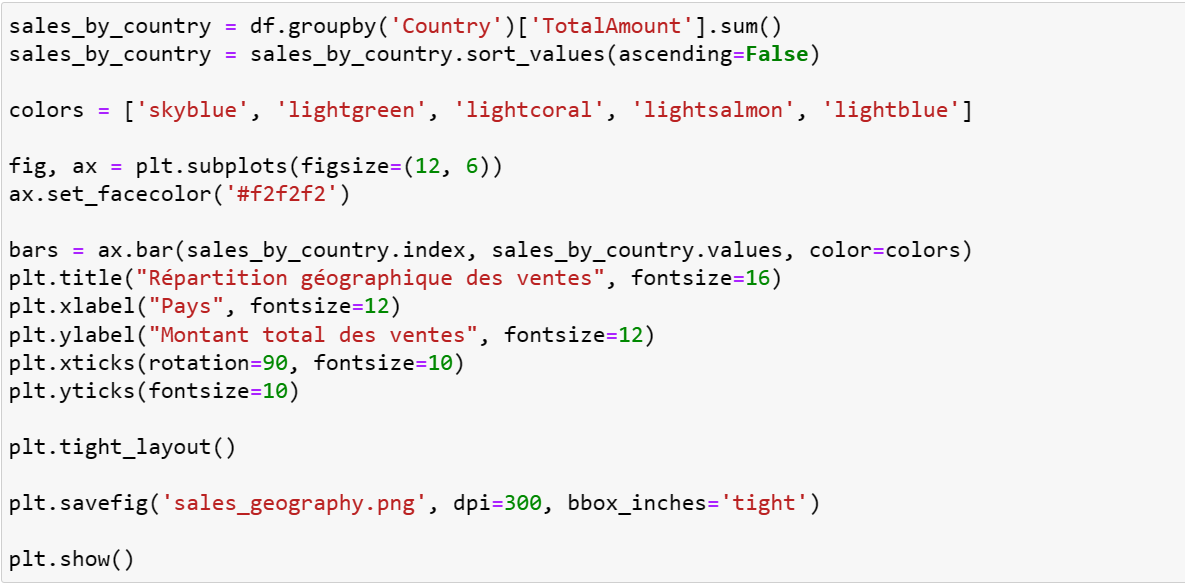 sales_by_country = df.groupby('Country')['TotalAmount'].sum()
sales_by_country = sales_by_country.sort_values(ascending=False)
colors = ['skyblue', 'lightgreen', 'lightcoral', 'lightsalmon', 'lightblue']
fig, ax = plt.subplots(figsize=(12, 6))
ax.set_facecolor('#f2f2f2')
bars = ax.bar(sales_by_country.index, sales_by_country.values, color=colors)
plt.title("Répartition géographique des ventes", fontsize=16)
plt.xlabel("Pays", fontsize=12)
plt.ylabel("Montant total des ventes", fontsize=12)
plt.xticks(rotation=90, fontsize=10)
plt.yticks(fontsize=10)
plt.tight_layout()
plt.savefig('sales_geography.png', dpi=300, bbox_inches='tight')
plt.show()